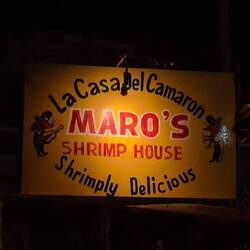 La Casa Del Camaron
MARO'S
SHRIMP HOUSE
Shrimply Delicious